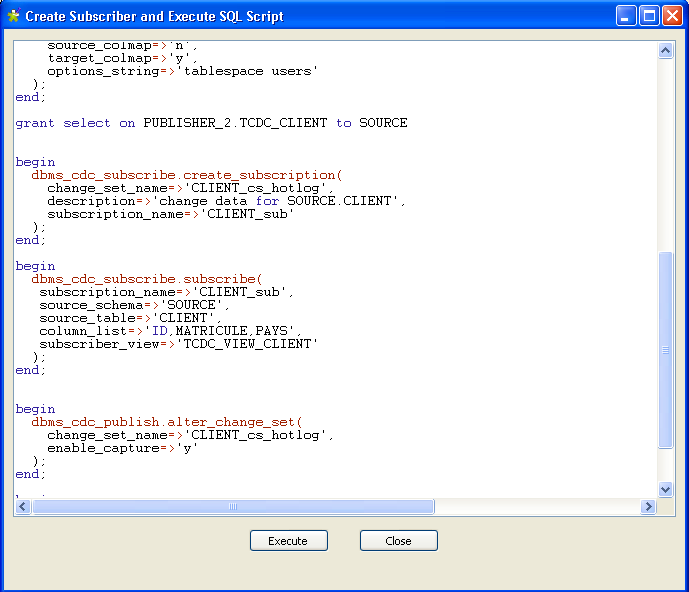 Create Subscriber and Execute SQL Script
source_colmap=>'n',
target_colmap=>'y',
options_string=>'tablespace users'
);
end;
grant select on PUBLISHER_2.TCDC_CLIENT to SOURCE
begin
dbms_cdc_subscribe.create_subscription(
change_set_name=>'CLIENT_cs_hotlog',
description=>'change data for SOURCE.CLIENT',
subscription_name=>'CLIENT_sub'
);
end;
begin
dbms_cdc_subscribe.subscribe(
subscription_name=>'CLIENT_sub',
source_schema=>'SOURCE',
source_table=>'CLIENT',
column_list=>'ID,MATRICULE,PAYS',
subscriber_view=>'TCDC_VIEW_CLIENT'
);
end;
begin
dbms_cdc_publish.alter_change_set(
change_set_name=>'CLIENT_cs_hotlog',
enable_capture=>'y'
);
end;
Execute
Close